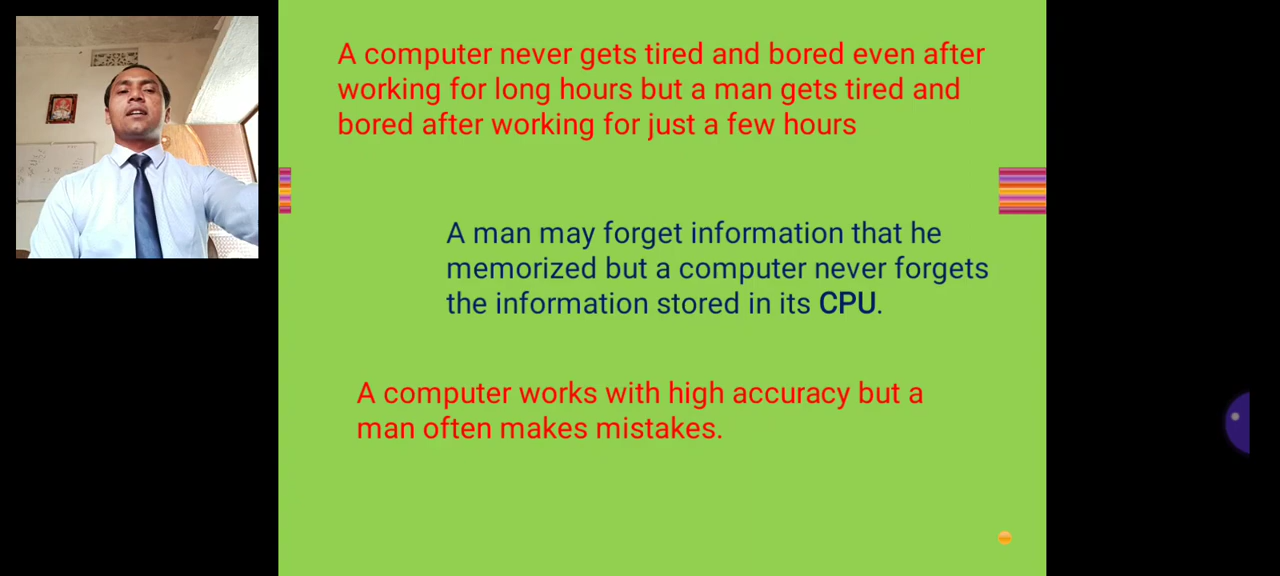 A computer never gets tired and bored even after
working for long hours but a man gets tired and
bored after working for just a few hours
A man may forget information that he
memorized but a computer never forgets
the information stored in its CPU.
A computer works with high accuracy but a
man often makes mistakes.